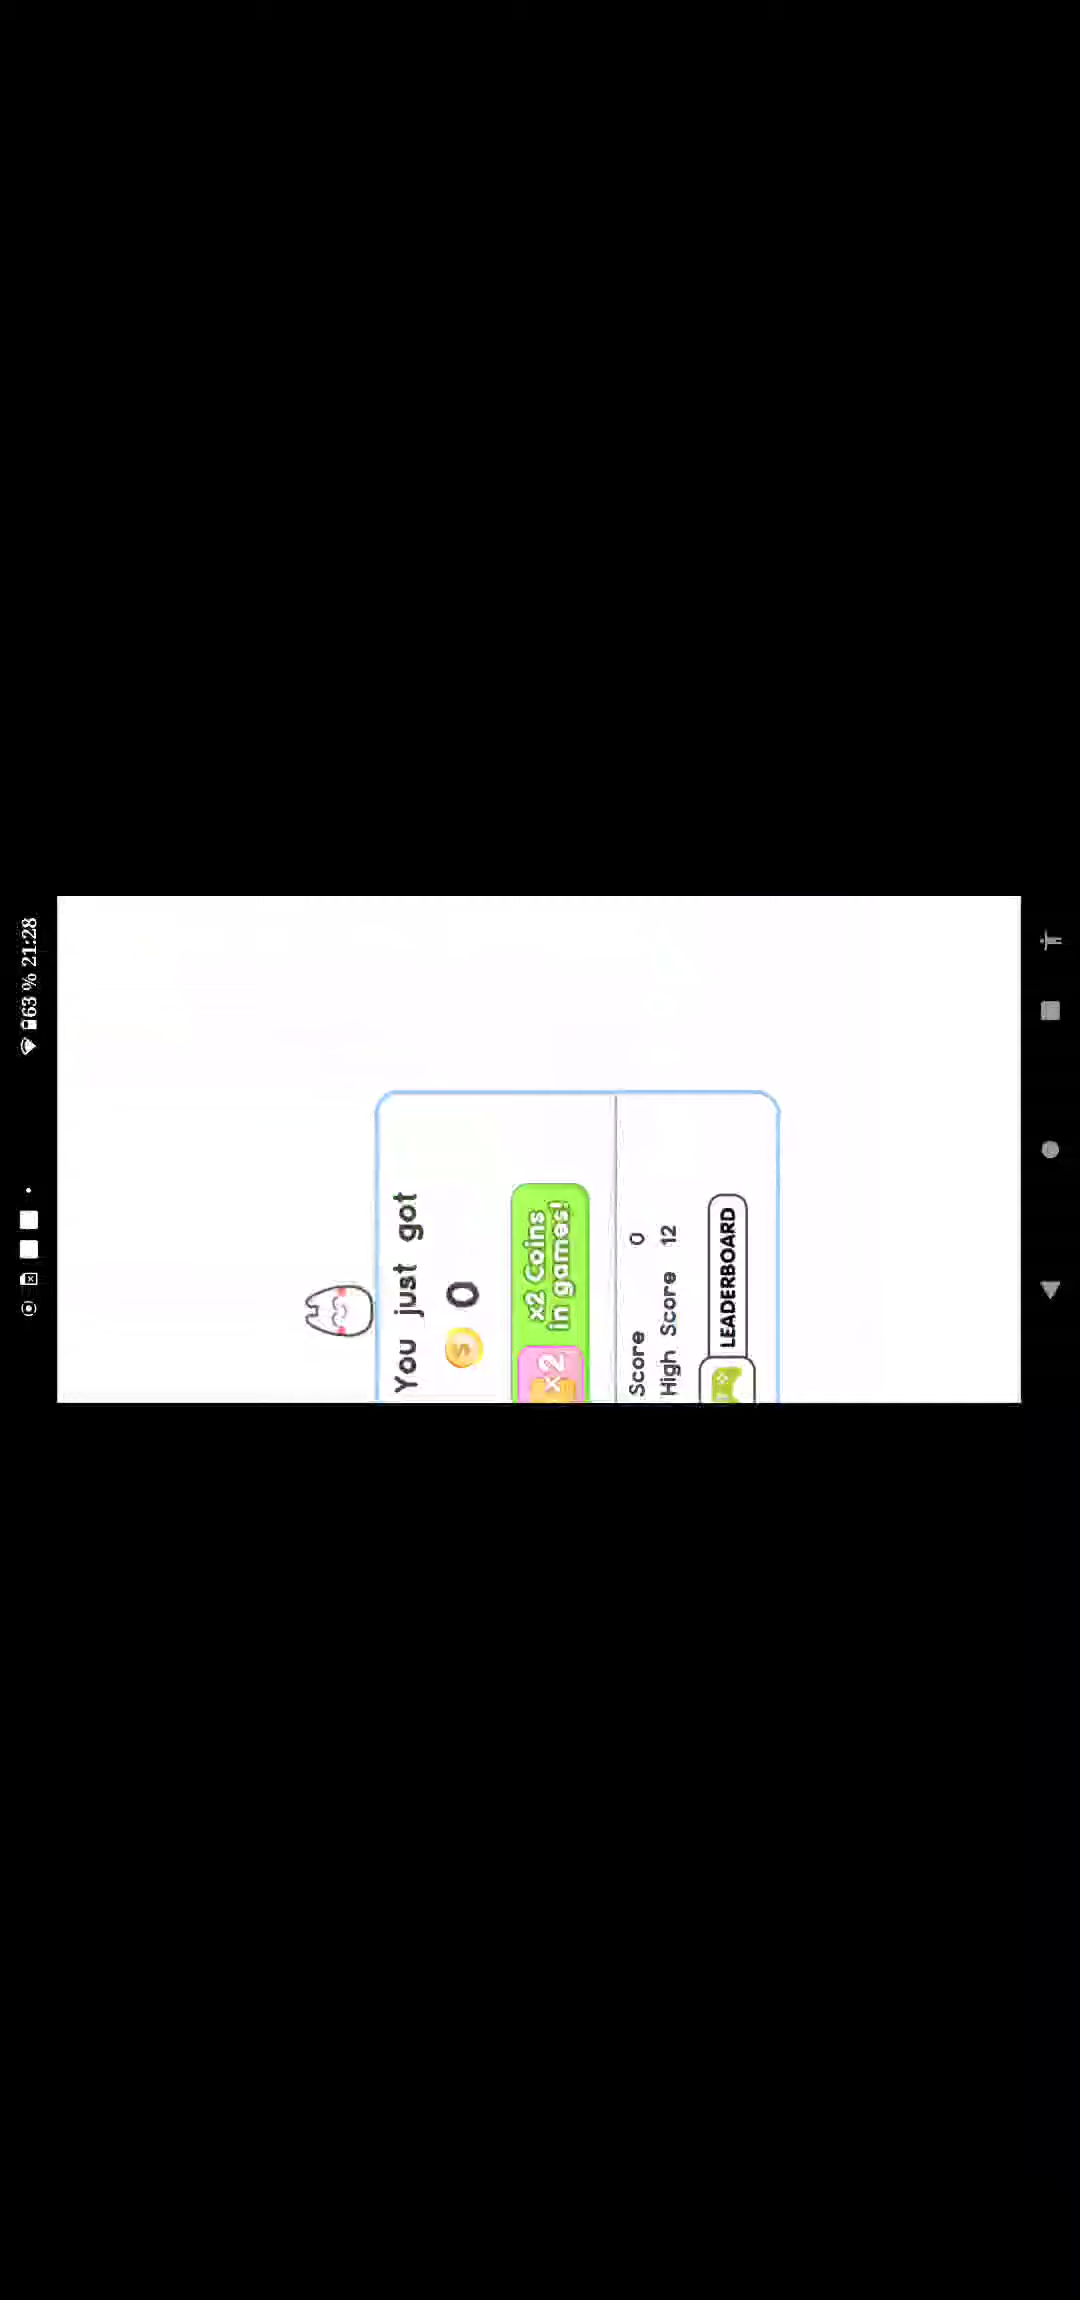 63 % 21:28
You just got
0
x2
x2 Coins
in games!
Score 0
High Score 12
LEADERBOARD